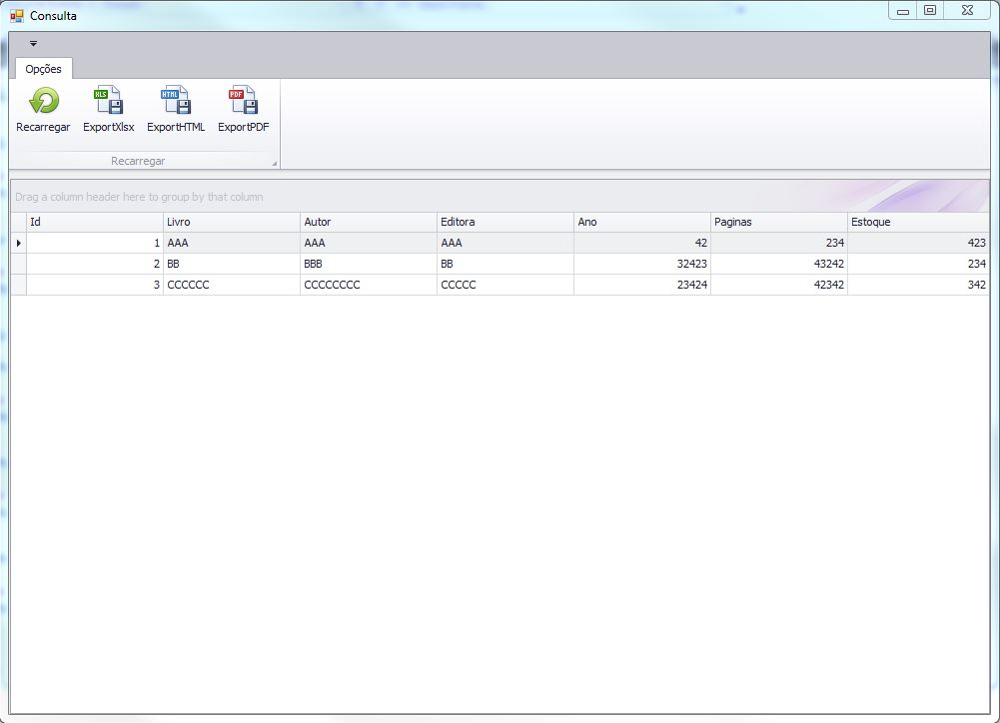 Consulta
Opções
XLS HTML PDF
Recarregar ExportXlsx ExportHTML ExportPDF
Recarregar
Drag a column header here to group by that column
Id Livro Autor Editora Ano Paginas Estoque
1 AAA AAA AAA 42 234 423
2 BB BBB BB 32423 43242 234
3 CCCCCC CCCCCCCC CCCCC 23424 42342 342